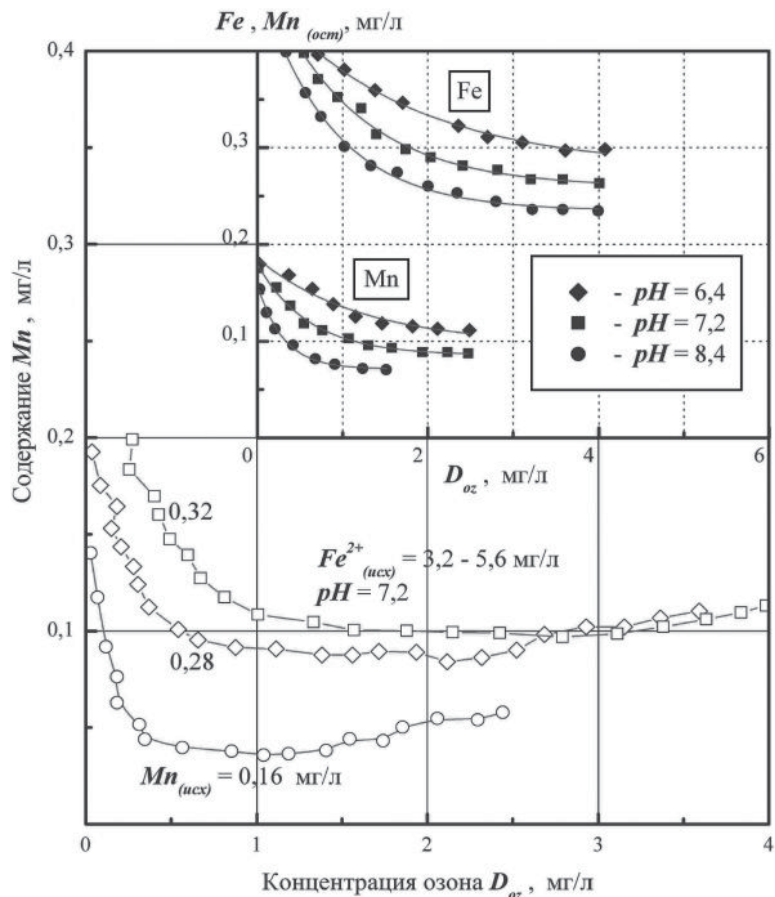 Fe, Mn (ост), мг/л
0,4
0,3
0,2
0,1
0
Содержание Mn, мг/л
Fe
0,3
0,2
0,1
Mn
- pH = 6,4
- pH = 7,2
- pH = 8,4
0 2 4 6
D oz, мг/л
0,32
Fe²⁺ (исх) = 3,2 - 5,6 мг/л
pH = 7,2
0,28
Mn (исх) = 0,16 мг/л
0 1 2 3 4
Концентрация озона D oz, мг/л